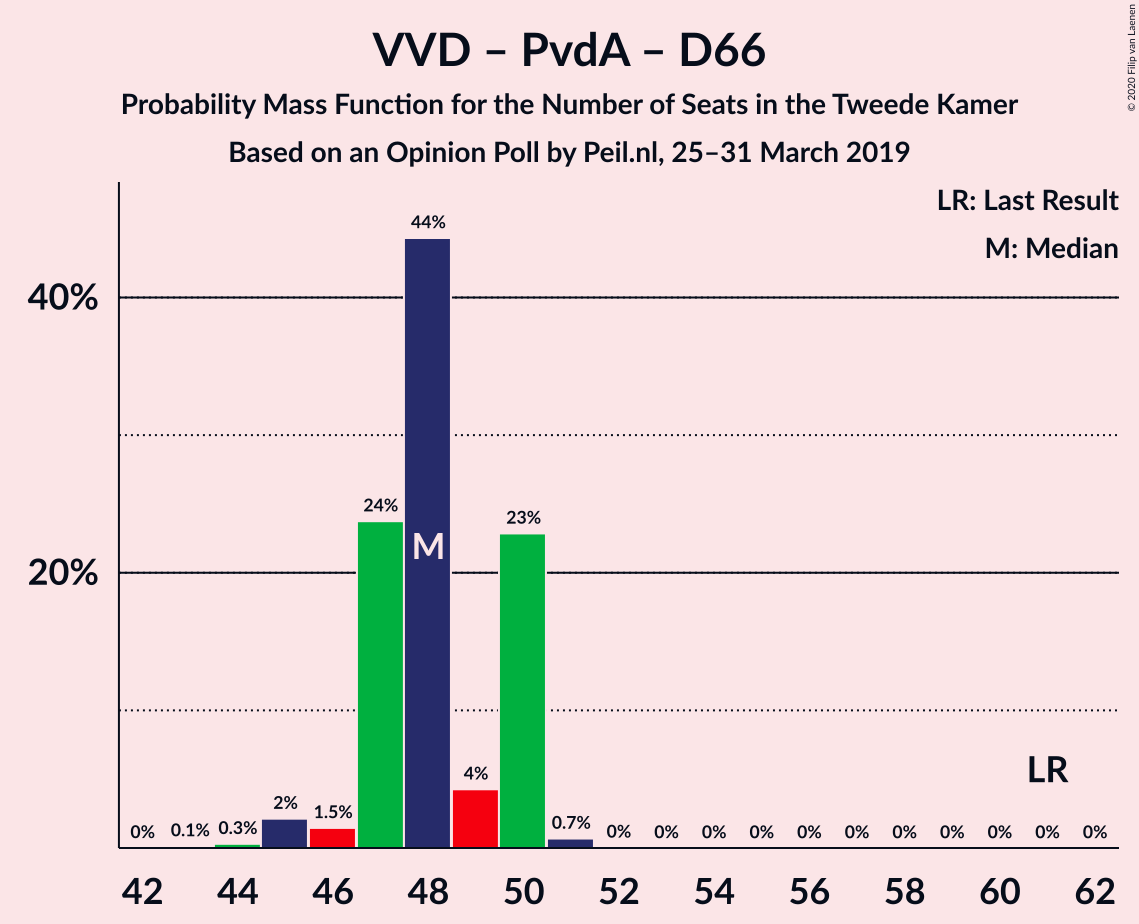 VVD – PvdA – D66
Probability Mass Function for the Number of Seats in the Tweede Kamer
Based on an Opinion Poll by Peil.nl, 25–31 March 2019
© 2020 Filip van Laenen
LR: Last Result
M: Median
40%
20%
0% 0.1% 0.3% 2% 1.5% 24% 44% 4% 23% 0.7% 0% 0% 0% 0% 0% 0% 0% 0% 0% 0% 0%
M
LR
42 44 46 48 50 52 54 56 58 60 62